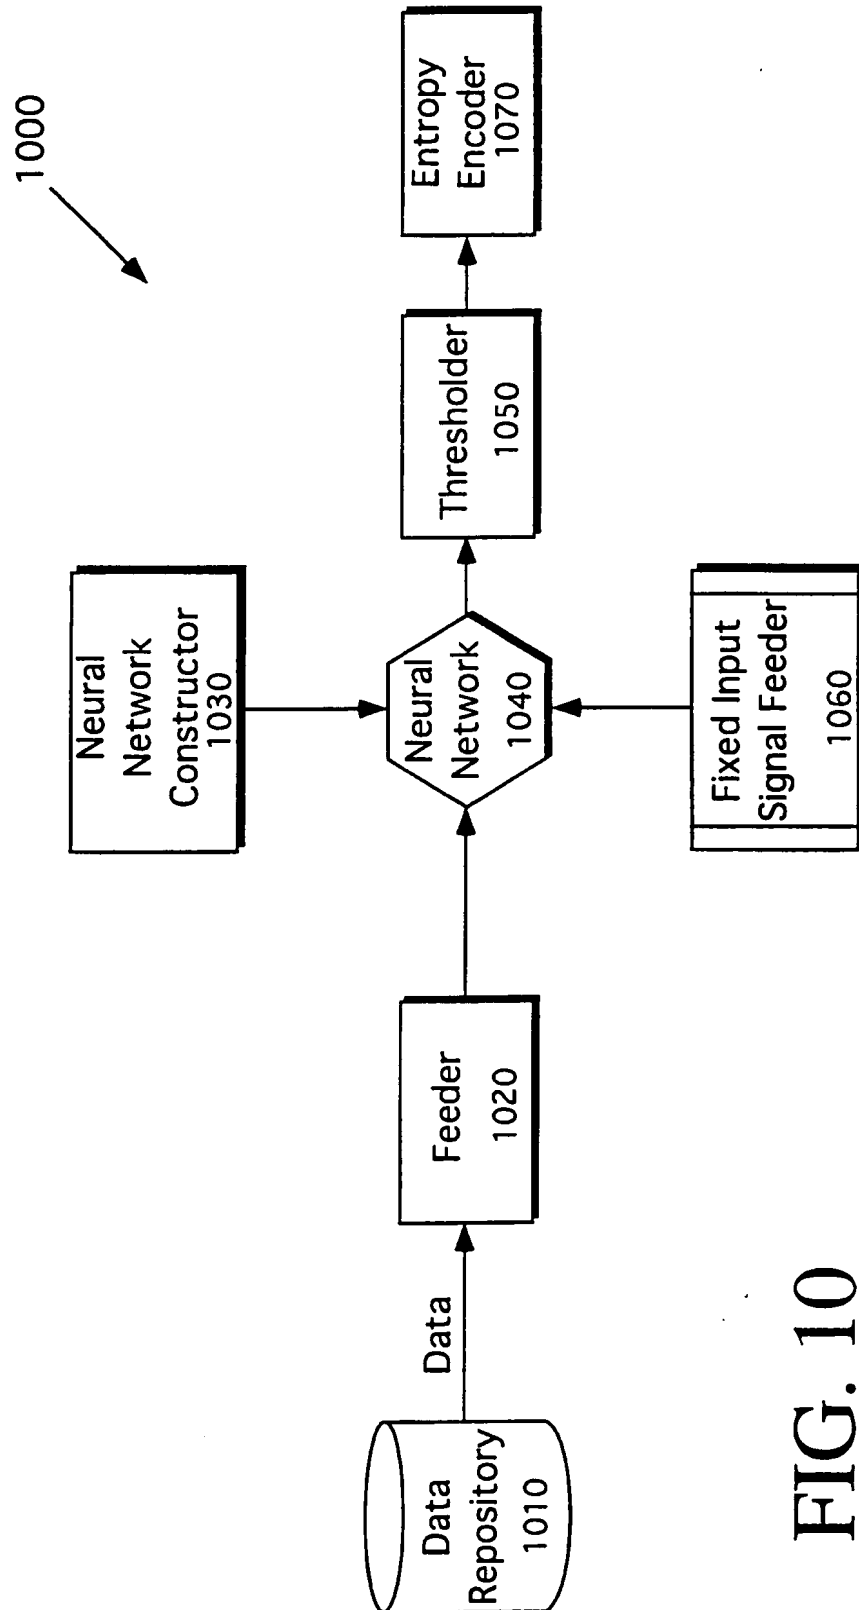 1000
Neural
Network
Constructor
1030
Data
Repository
1010
Data
Feeder
1020
Neural
Network
1040
Thresholder
1050
Entropy
Encoder
1070
Fixed Input
Signal Feeder
1060
FIG. 10